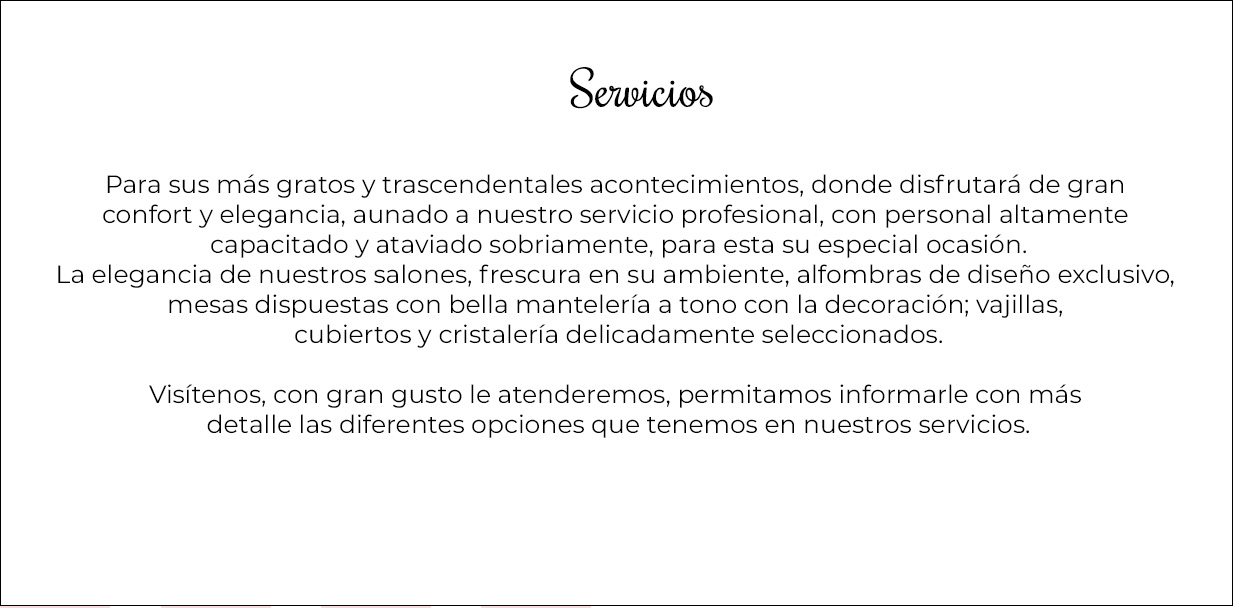 Servicios
Para sus más gratos y trascendentales acontecimientos, donde disfrutará de gran
confort y elegancia, aunado a nuestro servicio profesional, con personal altamente
capacitado y ataviado sobriamente, para esta su especial ocasión.
La elegancia de nuestros salones, frescura en su ambiente, alfombras de diseño exclusivo,
mesas dispuestas con bella mantelería a tono con la decoración; vajillas,
cubiertos y cristalería delicadamente seleccionados.
Visítenos, con gran gusto le atenderemos, permitamos informarle con más
detalle las diferentes opciones que tenemos en nuestros servicios.